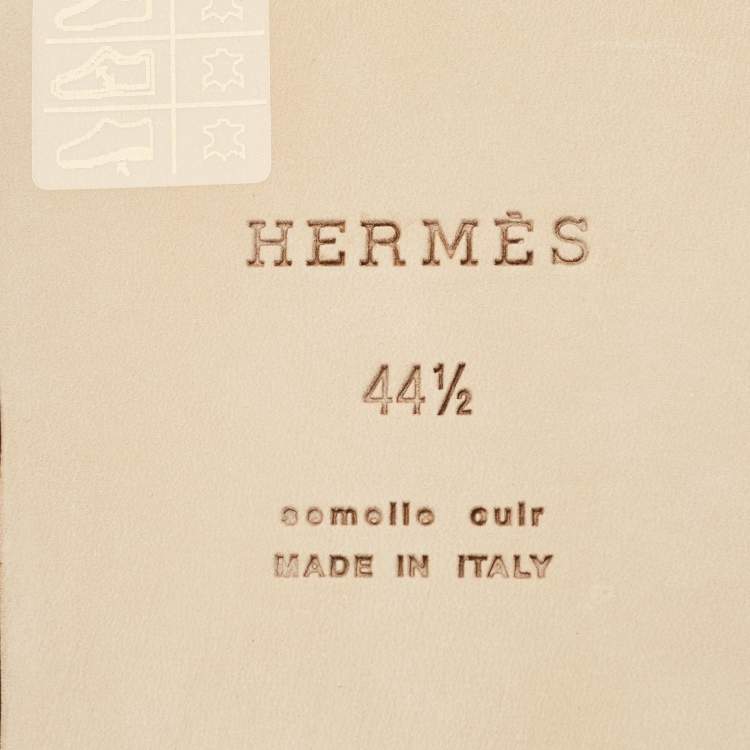 HERMÈS
44½
semelle cuir
MADE IN ITALY